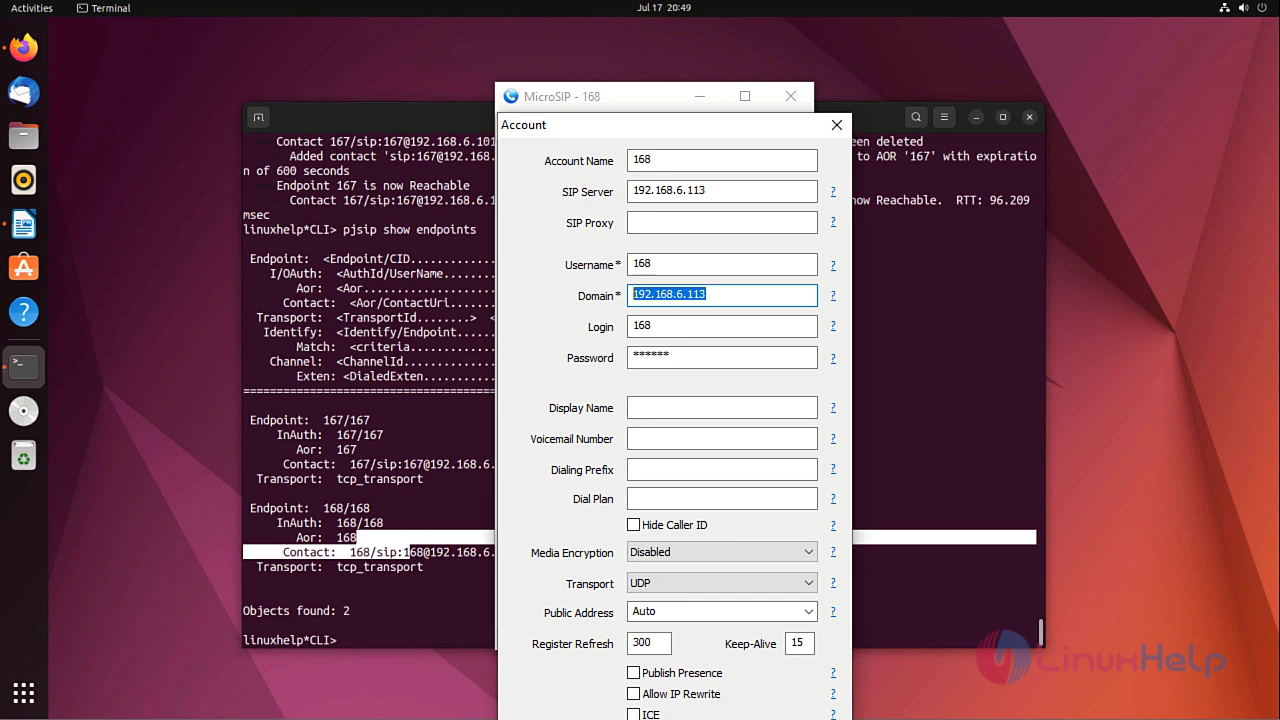 Activities
Terminal
Jul 17 20:49
MicroSIP - 168
Account
Contact 167/sip:167@192.168.6.101
een deleted
Added contact 'sip:167@192.168.
to AOR '167' with expiratio
n of 600 seconds
Endpoint 167 is now Reachable
Contact 167/sip:167@192.168.6.1
ow Reachable. RTT: 96.209
msec
linuxhelp*CLI> pjsip show endpoints
Endpoint: <Endpoint/CID..............
I/OAuth: <AuthId/UserName........
Aor: <Aor....................
Contact: <Aor/ContactUri.......
Transport: <TransportId........> <
Identify: <Identify/Endpoint......
Match: <criteria.............
Channel: <ChannelId..............
Exten: <DialedExten...........
======================================
Endpoint: 167/167
InAuth: 167/167
Aor: 167
Contact: 167/sip:167@192.168.6.
Transport: tcp_transport
Endpoint: 168/168
InAuth: 168/168
Aor: 168
Contact: 168/sip:168@192.168.6.
Transport: tcp_transport
Objects found: 2
linuxhelp*CLI>
Account Name 168
SIP Server 192.168.6.113 ?
SIP Proxy ?
Username* 168 ?
Domain* 192.168.6.113 ?
Login 168 ?
Password ****** ?
Display Name ?
Voicemail Number ?
Dialing Prefix ?
Dial Plan ?
Hide Caller ID ?
Media Encryption Disabled ?
Transport UDP ?
Public Address Auto ?
Register Refresh 300 Keep-Alive 15
Publish Presence ?
Allow IP Rewrite ?
ICE ?
LinuxHelp